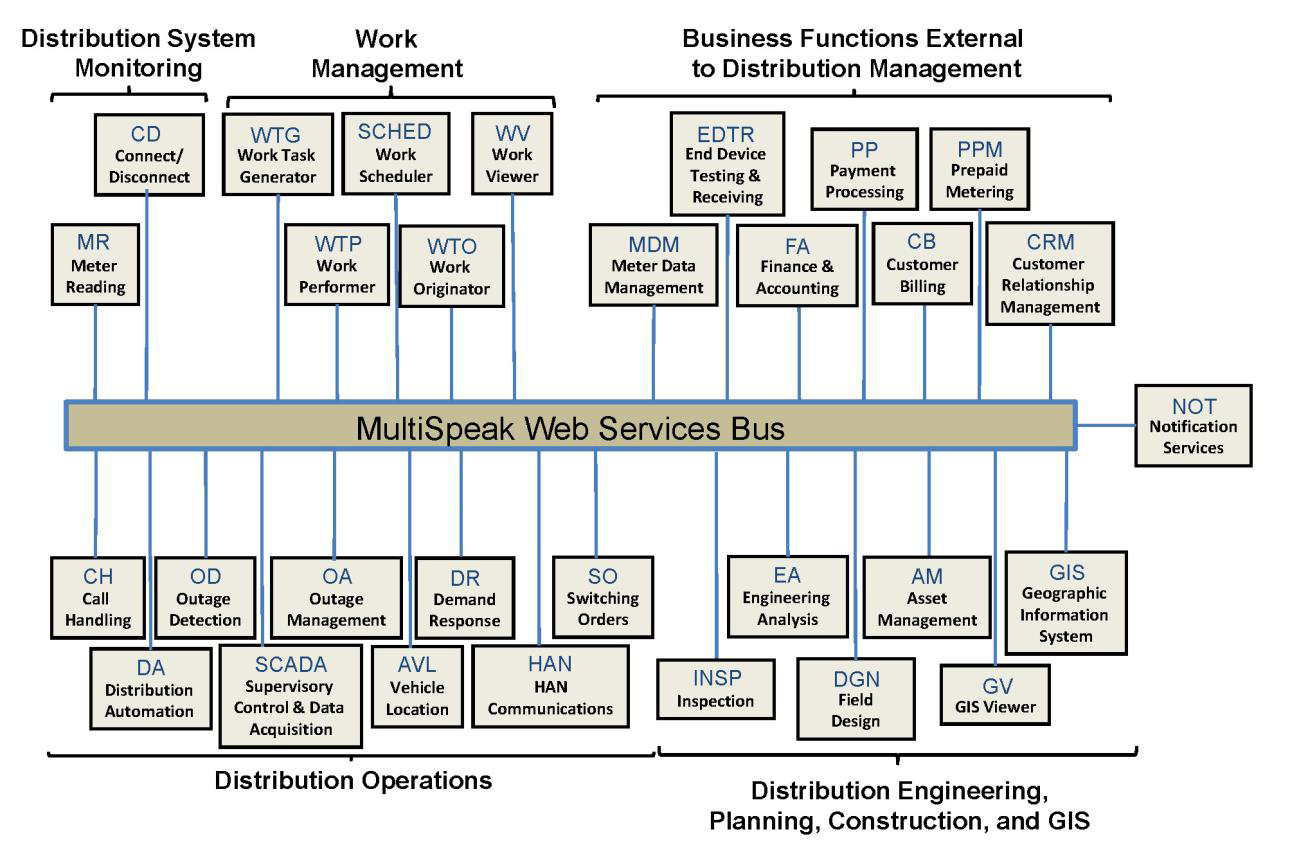 Distribution System
Monitoring
Work
Management
Business Functions External
to Distribution Management
CD
Connect/
Disconnect
WTG
Work Task
Generator
SCHED
Work
Scheduler
WV
Work
Viewer
EDTR
End Device
Testing &
Receiving
PP
Payment
Processing
PPM
Prepaid
Metering
MR
Meter
Reading
WTP
Work
Performer
WTO
Work
Originator
MDM
Meter Data
Management
FA
Finance &
Accounting
CB
Customer
Billing
CRM
Customer
Relationship
Management
MultiSpeak Web Services Bus
NOT
Notification
Services
CH
Call
Handling
OD
Outage
Detection
OA
Outage
Management
DR
Demand
Response
SO
Switching
Orders
EA
Engineering
Analysis
AM
Asset
Management
GIS
Geographic
Information
System
DA
Distribution
Automation
SCADA
Supervisory
Control & Data
Acquisition
AVL
Vehicle
Location
HAN
HAN
Communications
INSP
Inspection
DGN
Field
Design
GV
GIS Viewer
Distribution Operations
Distribution Engineering,
Planning, Construction, and GIS